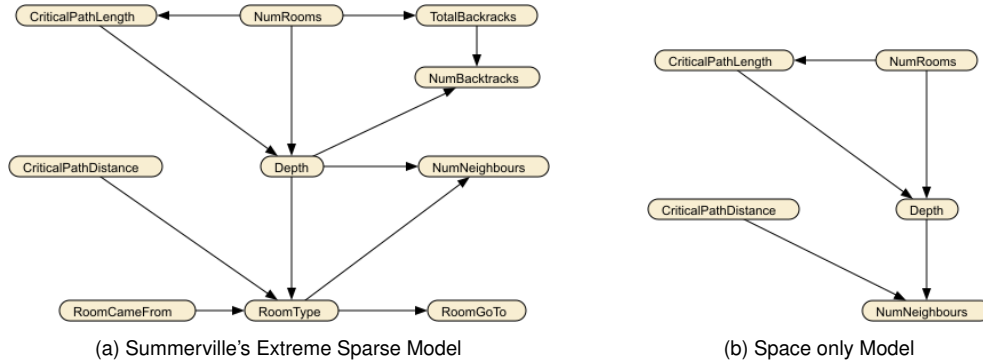 CriticalPathLength
NumRooms
TotalBackracks
NumBacktracks
CriticalPathDistance
Depth
NumNeighbours
RoomCameFrom
RoomType
RoomGoTo
(a) Summerville's Extreme Sparse Model
CriticalPathLength
NumRooms
CriticalPathDistance
Depth
NumNeighbours
(b) Space only Model